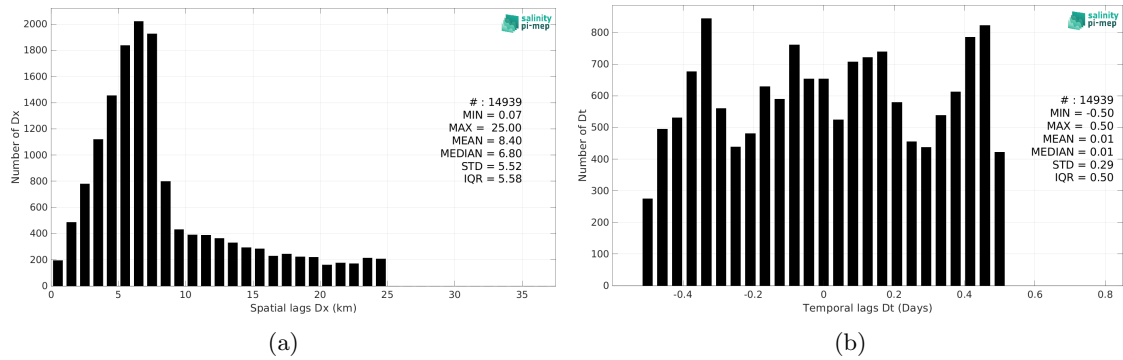 2000
1800
1600
1400
1200
1000
800
600
400
200
0
Number of Dx
salinity
pi-mep
# : 14939
MIN = 0.07
MAX = 25.00
MEAN = 8.40
MEDIAN = 6.80
STD = 5.52
IQR = 5.58
0 5 10 15 20 25 30 35
Spatial lags Dx (km)
(a)
800
700
600
500
400
300
200
100
0
Number of Dt
salinity
pi-mep
# : 14939
MIN = -0.50
MAX = 0.50
MEAN = 0.01
MEDIAN = 0.01
STD = 0.29
IQR = 0.50
-0.4 -0.2 0 0.2 0.4 0.6 0.8
Temporal lags Dt (Days)
(b)